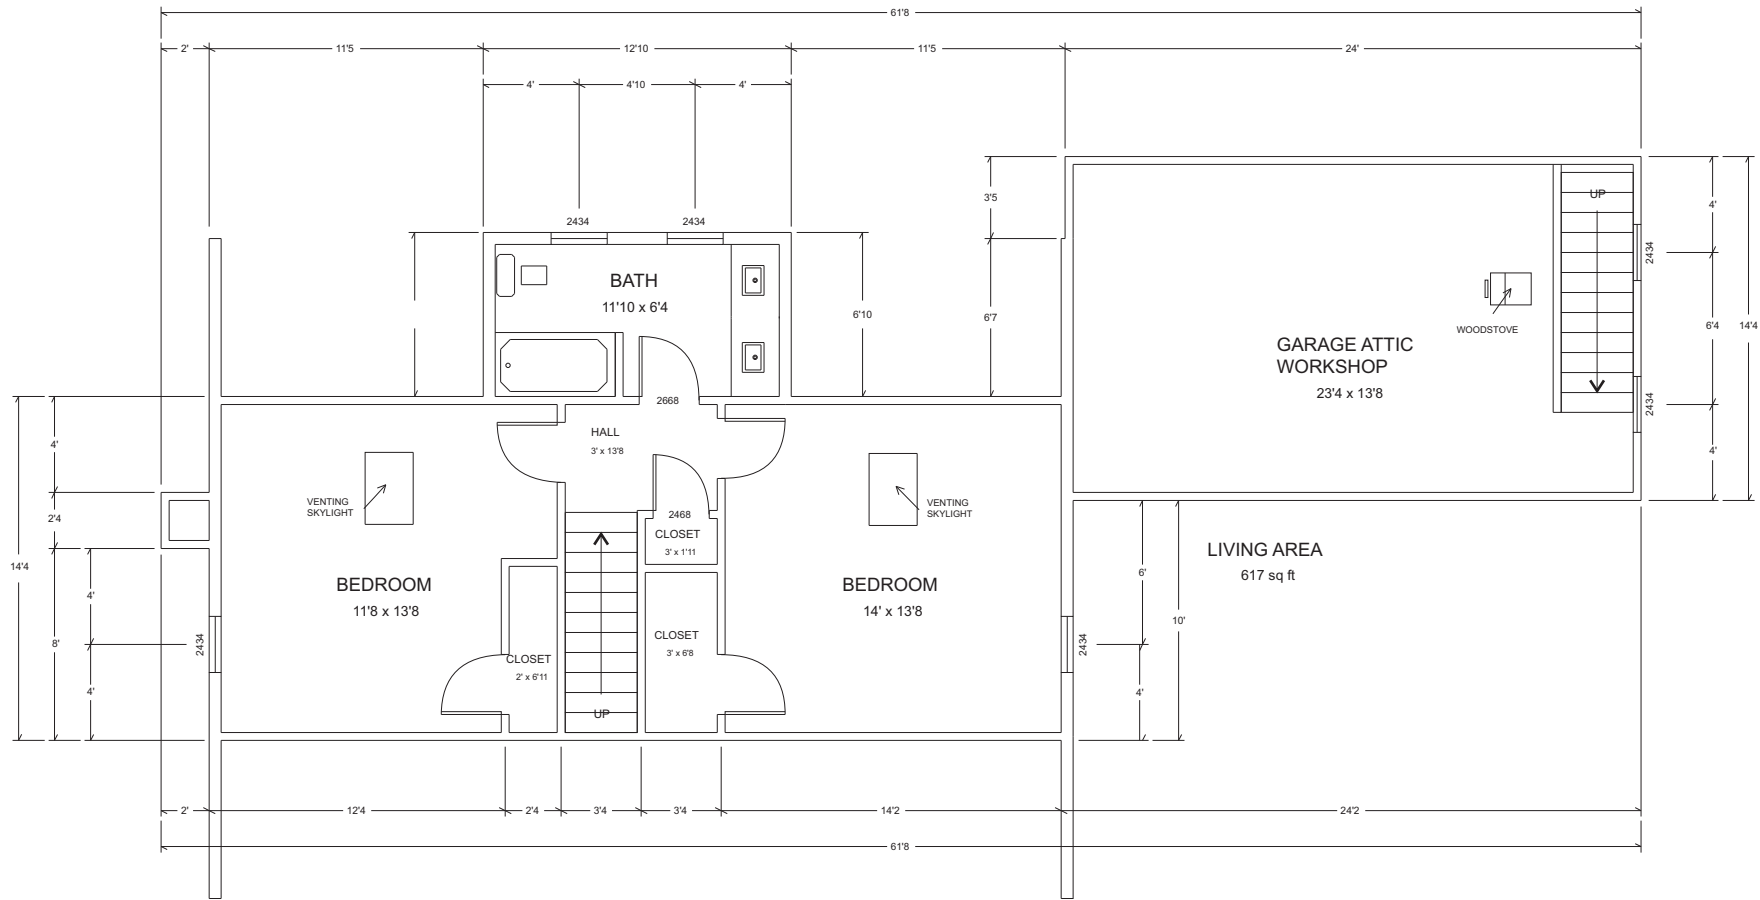 61'8
2'
11'5
12'10
11'5
24'
4'
4'10
4'
3'5
4'
UP
2434
2434
2434
BATH
11'10 x 6'4
6'10
6'7
WOODSTOVE
6'4
14'4
GARAGE ATTIC
WORKSHOP
23'4 x 13'8
2668
2434
4'
HALL
3' x 13'8
4'
VENTING
SKYLIGHT
VENTING
SKYLIGHT
2'4
2468
CLOSET
3' x 1'11
LIVING AREA
617 sq ft
14'4
4'
BEDROOM
11'8 x 13'8
BEDROOM
14' x 13'8
6'
10'
8'
2434
CLOSET
3' x 6'8
2434
CLOSET
2' x 6'11
4'
4'
UP
2'
12'4
2'4
3'4
3'4
14'2
24'2
61'8